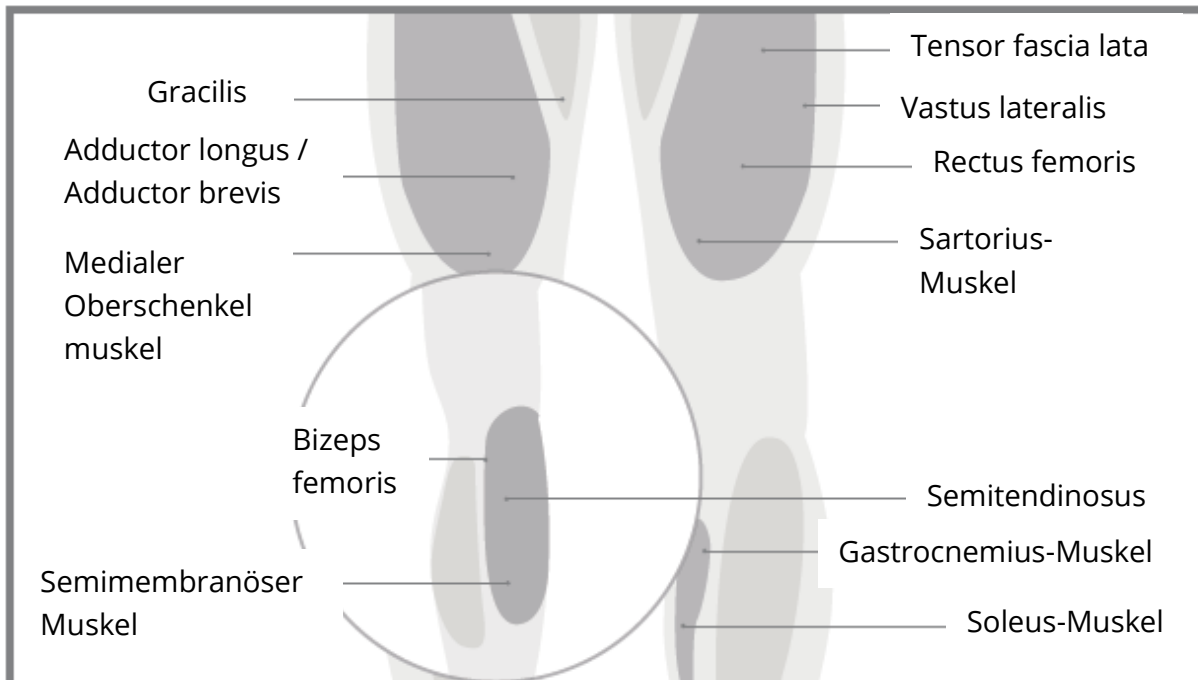 Gracilis
Adductor longus /
Adductor brevis
Medialer
Oberschenkel
muskel
Bizeps
femoris
Semimembranöser
Muskel
Tensor fascia lata
Vastus lateralis
Rectus femoris
Sartorius-
Muskel
Semitendinosus
Gastrocnemius-Muskel
Soleus-Muskel